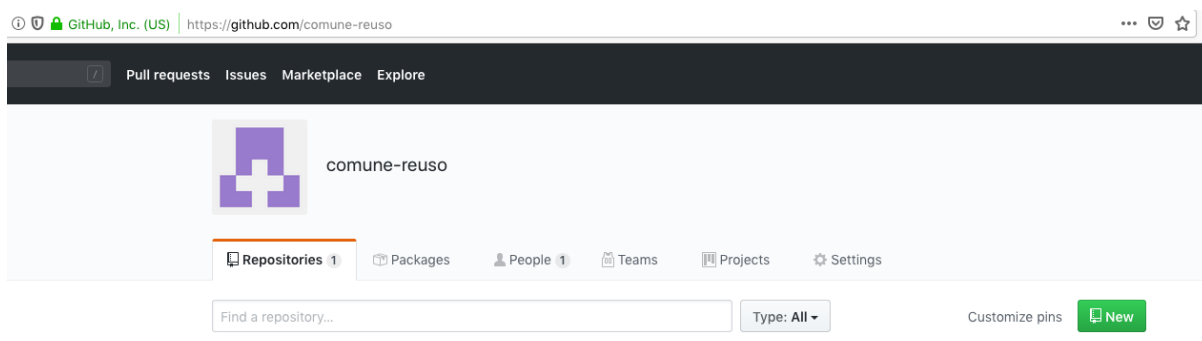 GitHub, Inc. (US) https://github.com/comune-reuso
/ Pull requests Issues Marketplace Explore
comune-reuso
Repositories 1 Packages People 1 Teams Projects Settings
Find a repository... Type: All Customize pins New